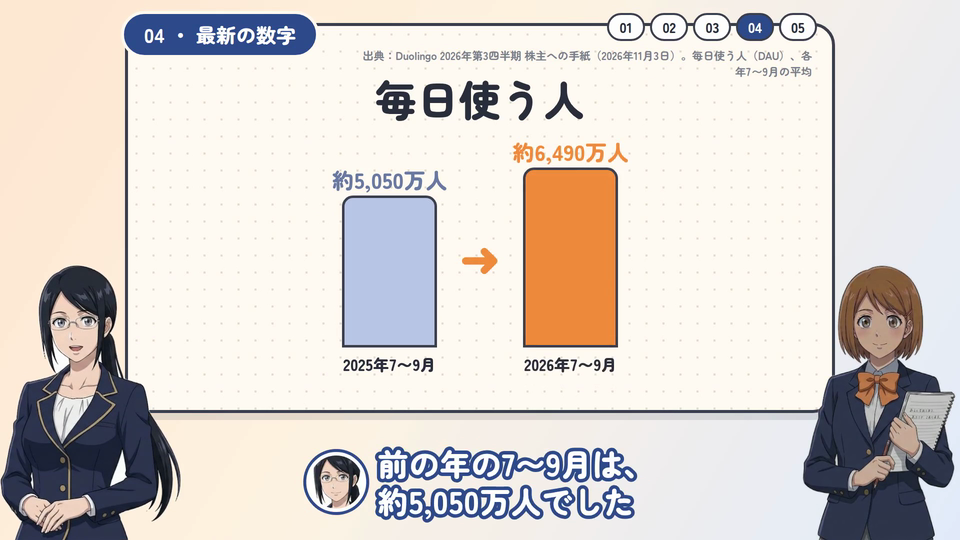 04 ・ 最新の数字
01 02 03 04 05
出典：Duolingo 2026年第3四半期 株主への手紙（2026年11月3日）。毎日使う人（DAU）、各
年7〜9月の平均
毎日使う人
約5,050万人
約6,490万人
2025年7〜9月
2026年7〜9月
前の年の7〜9月は、
約5,050万人でした